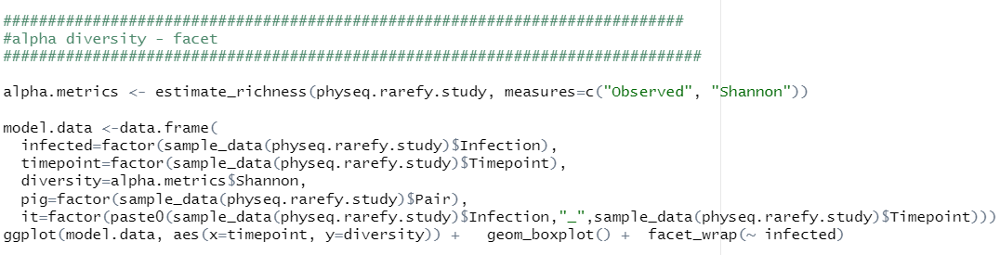 ############################################################################
#alpha diversity - facet
##############################################################################
alpha.metrics <- estimate_richness(physeq.rarefy.study, measures=c("Observed", "Shannon"))
model.data <-data.frame(
  infected=factor(sample_data(physeq.rarefy.study)$Infection),
  timepoint=factor(sample_data(physeq.rarefy.study)$Timepoint),
  diversity=alpha.metrics$Shannon,
  pig=factor(sample_data(physeq.rarefy.study)$Pair),
  it=factor(paste0(sample_data(physeq.rarefy.study)$Infection,"_",sample_data(physeq.rarefy.study)$Timepoint)))
ggplot(model.data, aes(x=timepoint, y=diversity)) +   geom_boxplot() +  facet_wrap(~ infected)